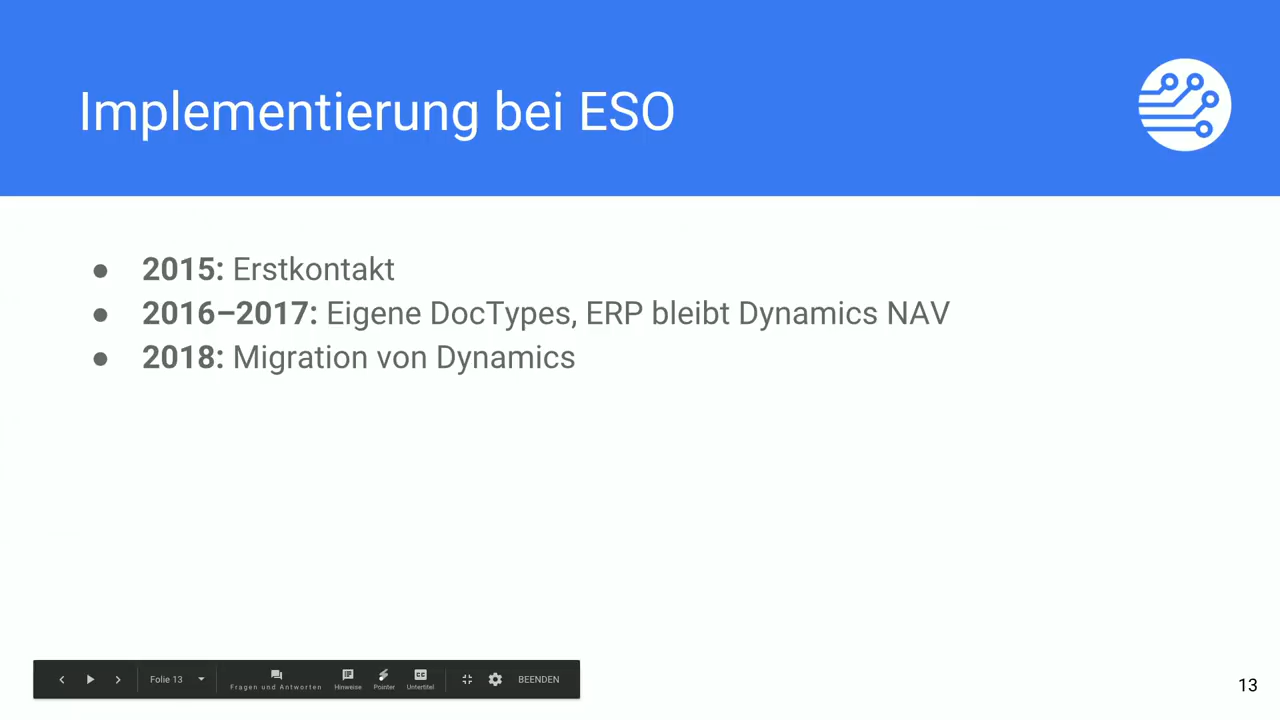 Implementierung bei ESO
● 2015: Erstkontakt
● 2016–2017: Eigene DocTypes, ERP bleibt Dynamics NAV
● 2018: Migration von Dynamics
Folie 13
Fragen und Antworten
Hinweise
Pointer
Untertitel
BEENDEN
13